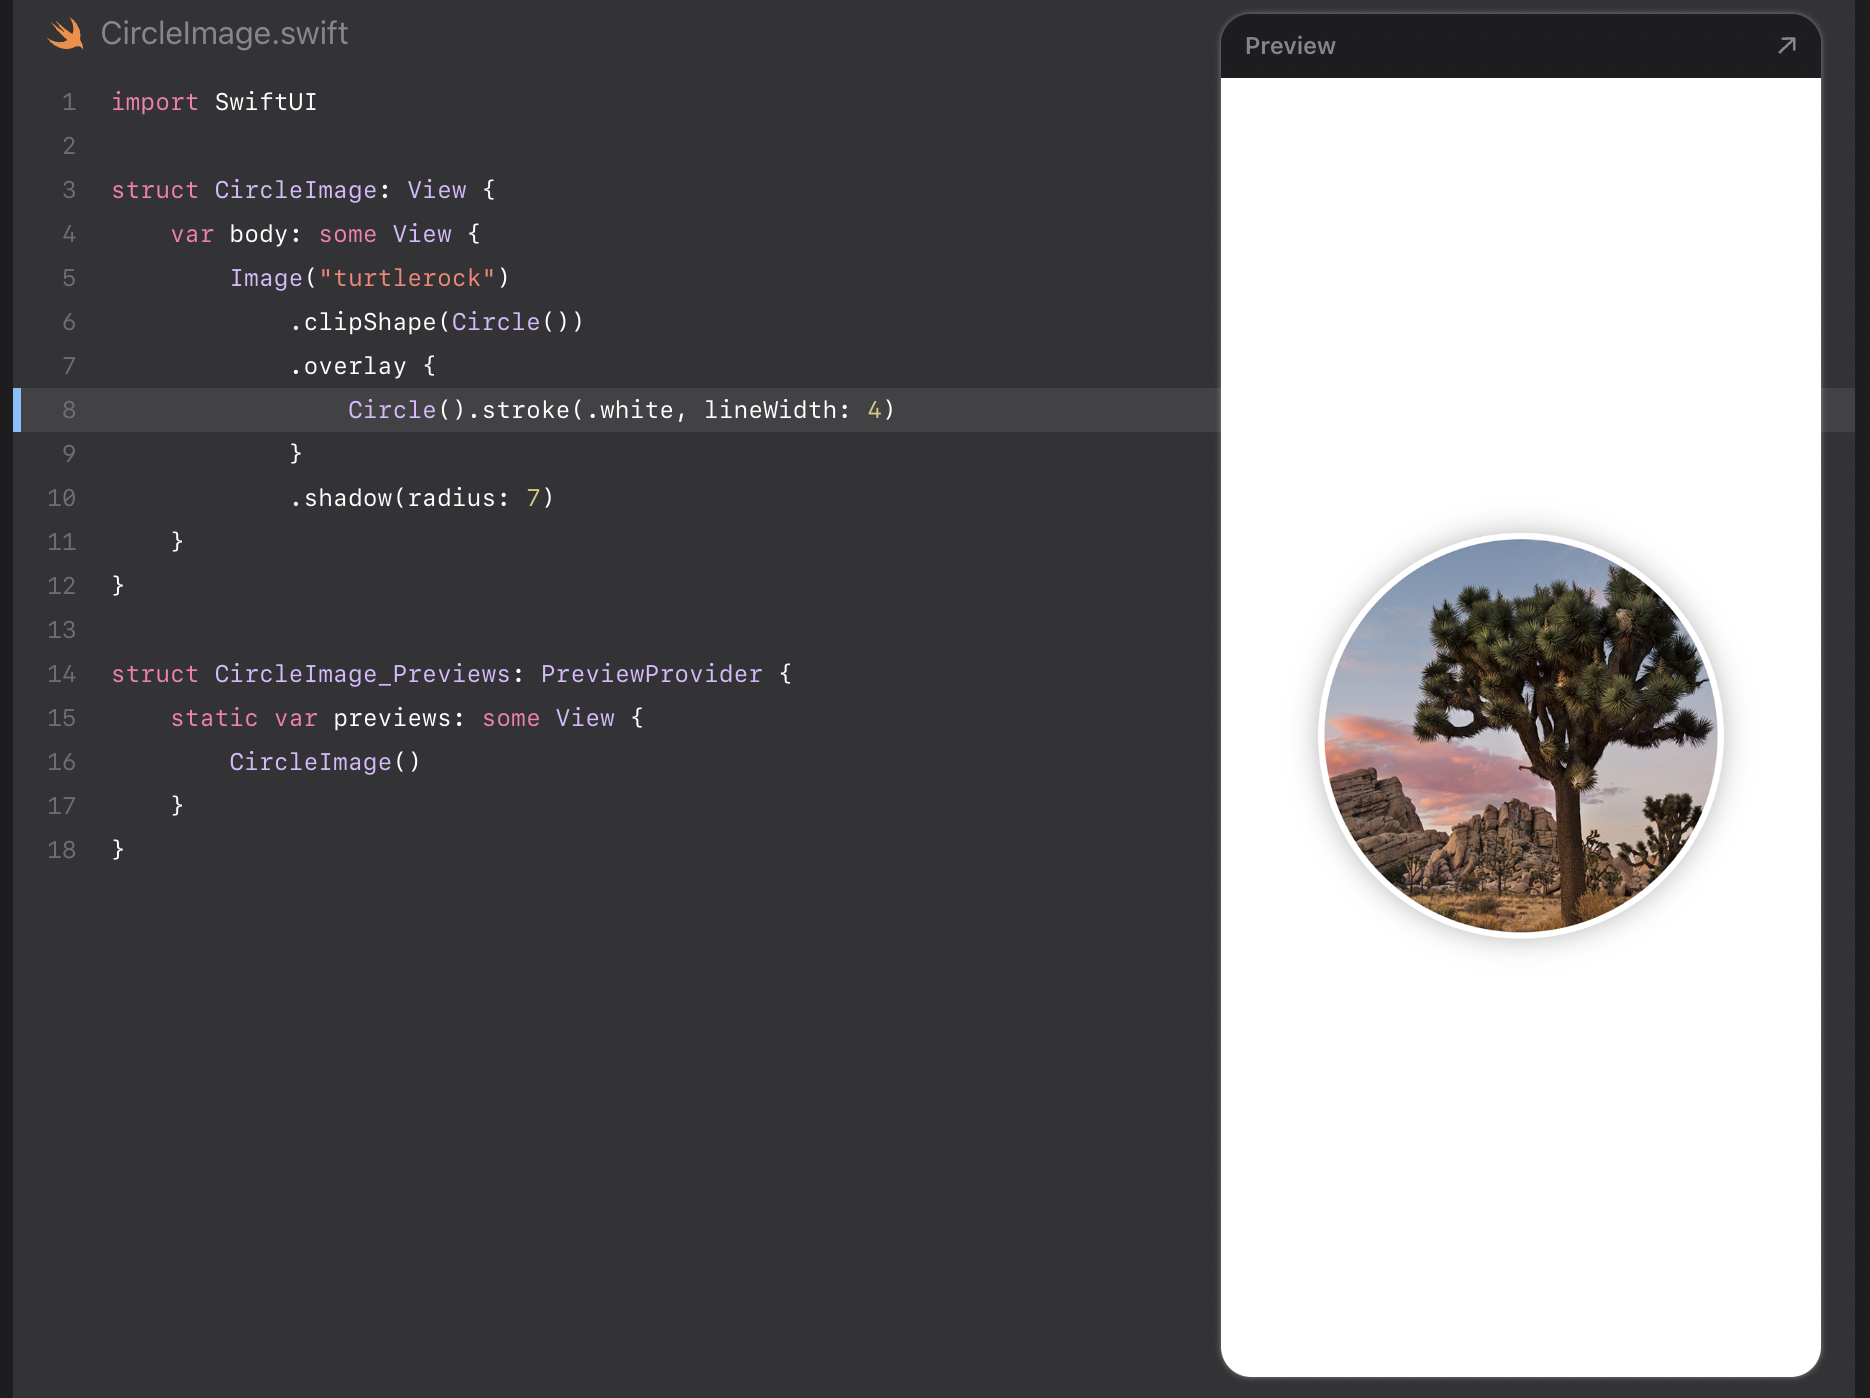 CircleImage.swift
Preview
1 import SwiftUI
2
3 struct CircleImage: View {
4     var body: some View {
5         Image("turtlerock")
6             .clipShape(Circle())
7             .overlay {
8                 Circle().stroke(.white, lineWidth: 4)
9             }
10             .shadow(radius: 7)
11     }
12 }
13
14 struct CircleImage_Previews: PreviewProvider {
15     static var previews: some View {
16         CircleImage()
17     }
18 }